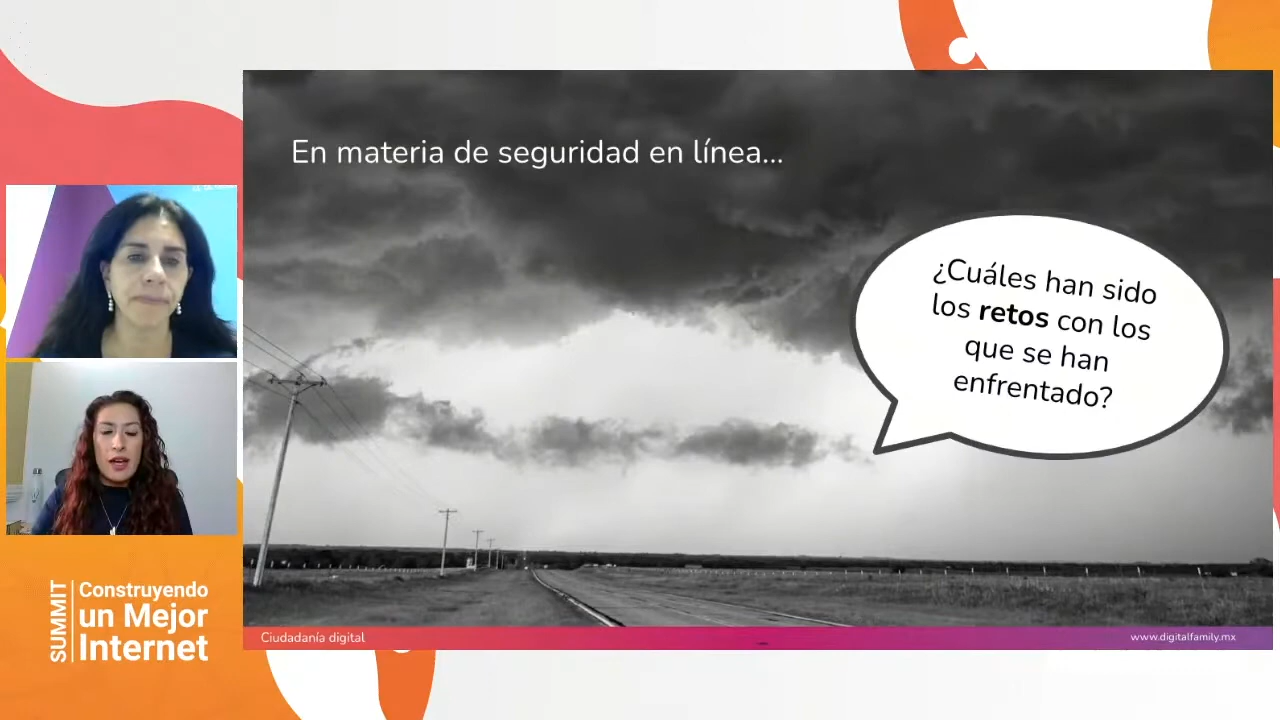 En materia de seguridad en línea...
¿Cuáles han sido
los retos con los
que se han
enfrentado?
SUMMIT
Construyendo
un Mejor
Internet
Ciudadanía digital
www.digitalfamily.mx